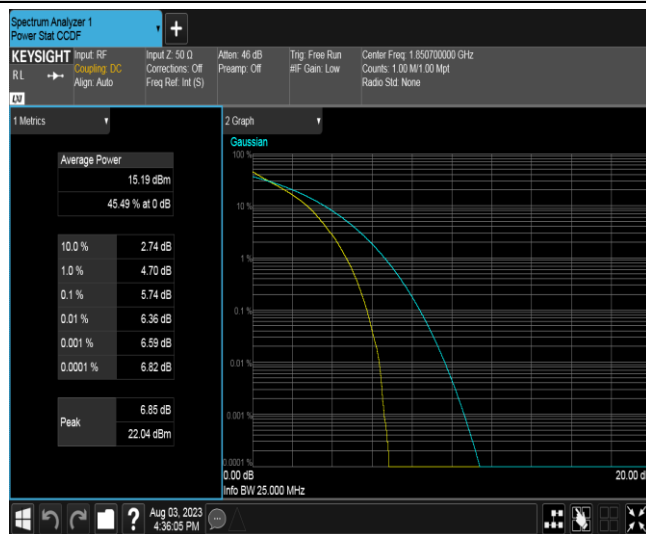 Spectrum Analyzer 1
Power Stat CCDF
+
KEYSIGHT
RL
LXI
Input: RF
Coupling: DC
Align: Auto
Input Z: 50 Ω
Corrections: Off
Freq Ref: Int (S)
Atten: 46 dB
Preamp: Off
Trig: Free Run
#IF Gain: Low
Center Freq: 1.850700000 GHz
Counts: 1.00 M/1.00 Mpt
Radio Std: None
1 Metrics
Average Power
15.19 dBm
45.49 % at 0 dB
10.0 % 2.74 dB
1.0 % 4.70 dB
0.1 % 5.74 dB
0.01 % 6.36 dB
0.001 % 6.59 dB
0.0001 % 6.82 dB
Peak
6.85 dB
22.04 dBm
2 Graph
Gaussian
100 %
10 %
1 %
0.1 %
0.01 %
0.001 %
0.0001 %
0.00 dB
20.00 d
Info BW 25.000 MHz
?
Aug 03, 2023
4:36:05 PM